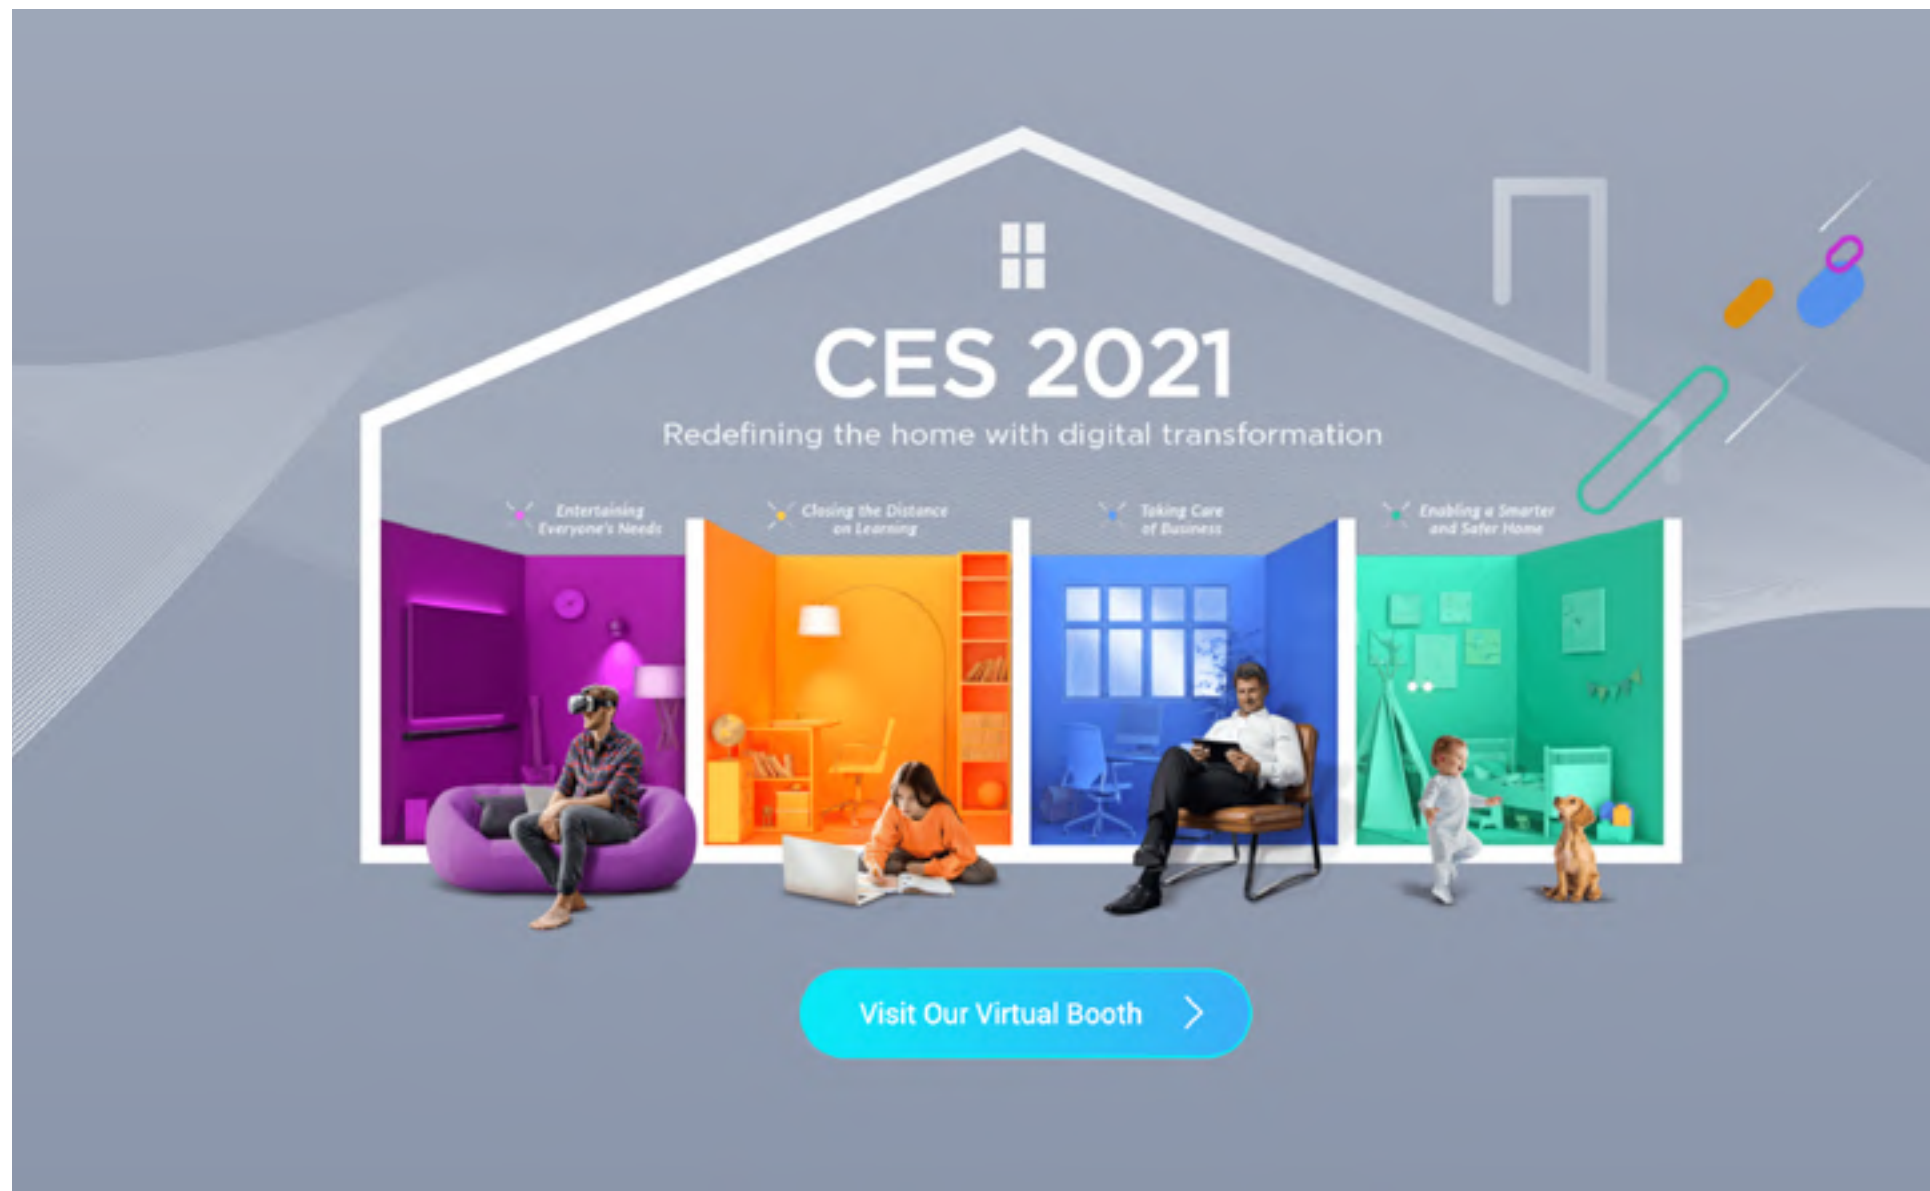 CES 2021
Redefining the home with digital transformation
Entertaining
Everyone's Needs
Closing the Distance
on Learning
Taking Care
of Business
Enabling a Smarter
and Safer Home
Visit Our Virtual Booth